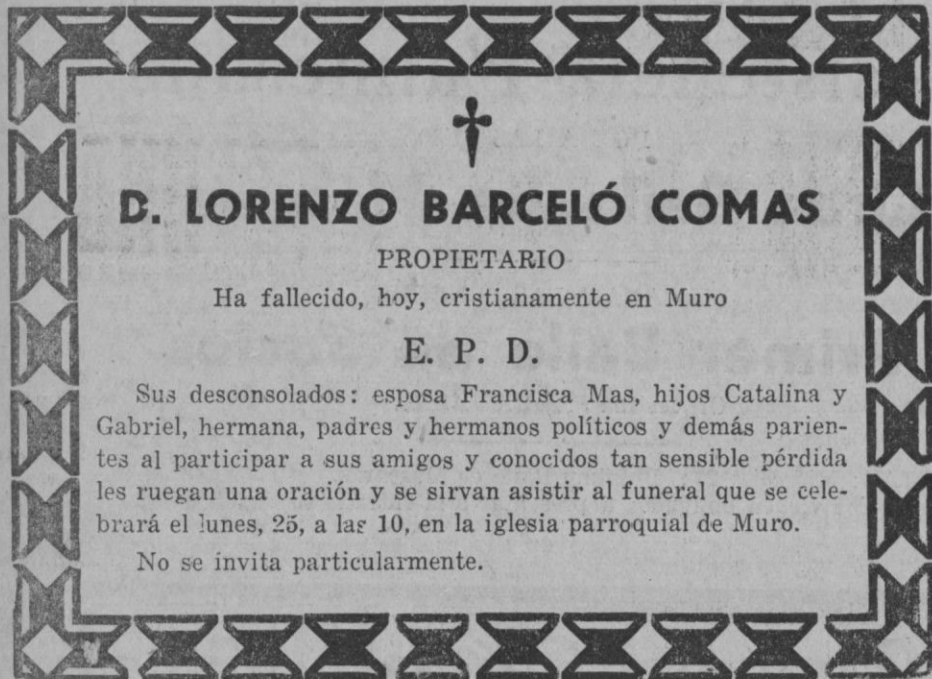 D. LORENZO BARCELÓ COMAS
PROPIETARIO
Ha fallecido, hoy, cristianamente en Muro
E. P. D.
Sus desconsolados: esposa Francisca Mas, hijos Catalina y
Gabriel, hermana, padres y hermanos políticos y demás parien-
tes al participar a sus amigos y conocidos tan sensible pérdida
les ruegan una oración y se sirvan asistir al funeral que se cele-
brará el lunes, 25, a las 10, en la iglesia parroquial de Muro.
No se invita particularmente.